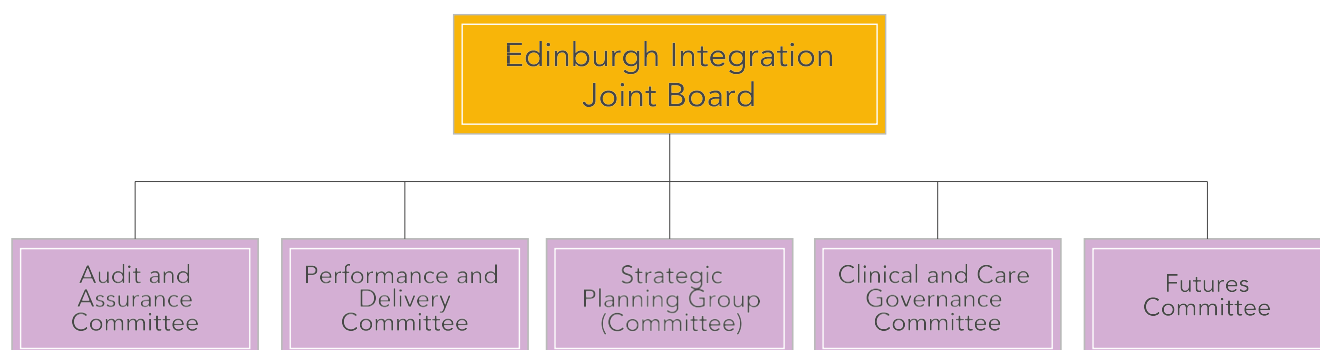 Edinburgh Integration
Joint Board
Audit and
Assurance
Committee
Performance and
Delivery
Committee
Strategic
Planning Group
(Committee)
Clinical and Care
Governance
Committee
Futures
Committee